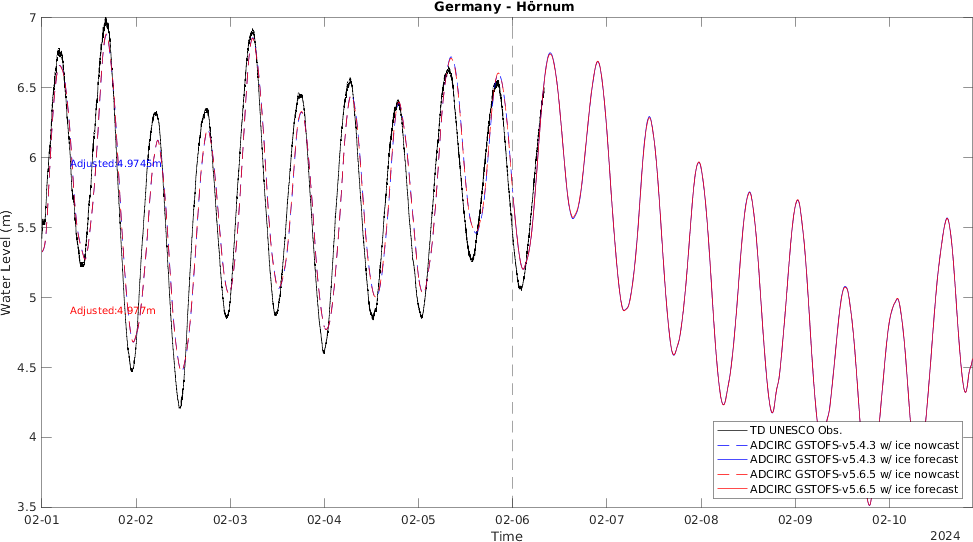 Germany - Hörnum
Water Level (m)
7
6.5
6
5.5
5
4.5
4
3.5
Adjusted:4.9745m
Adjusted:4.977m
TD UNESCO Obs.
ADCIRC GSTOFS-v5.4.3 w/ ice nowcast
ADCIRC GSTOFS-v5.4.3 w/ ice forecast
ADCIRC GSTOFS-v5.6.5 w/ ice nowcast
ADCIRC GSTOFS-v5.6.5 w/ ice forecast
02-01 02-02 02-03 02-04 02-05 02-06 02-07 02-08 02-09 02-10
Time
2024